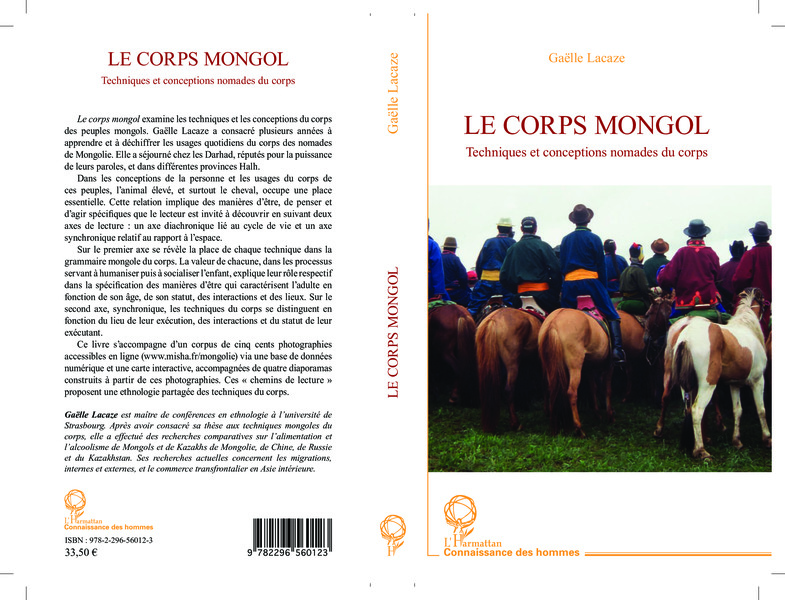 LE CORPS MONGOL
Techniques et conceptions nomades du corps
Le corps mongol examine les techniques et les conceptions du corps
des peuples mongols. Gaëlle Lacaze a consacré plusieurs années à
apprendre et à déchiffrer les usages quotidiens du corps des nomades
de Mongolie. Elle a séjourné chez les Darhad, réputés pour la puissance
de leurs paroles, et dans différentes provinces Halh.
Dans les conceptions de la personne et les usages du corps de
ces peuples, l'animal élevé, et surtout le cheval, occupe une place
essentielle. Cette relation implique des manières d'être, de penser et
d'agir spécifiques que le lecteur est invité à découvrir en suivant deux
axes de lecture : un axe diachronique lié au cycle de vie et un axe
synchronique relatif au rapport à l'espace.
Sur le premier axe se révèle la place de chaque technique dans la
grammaire mongole du corps. La valeur de chacune, dans les processus
servant à humaniser puis à socialiser l'enfant, explique leur rôle respectif
dans la spécification des manières d'être qui caractérisent l'adulte en
fonction de son âge, de son statut, des interactions et des lieux. Sur le
second axe, synchronique, les techniques du corps se distinguent en
fonction du lieu de leur exécution, des interactions et du statut de leur
exécutant.
Ce livre s'accompagne d'un corpus de cinq cents photographies
accessibles en ligne (www.misha.fr/mongolie) via une base de données
numérique et une carte interactive, accompagnées de quatre diaporamas
construits à partir de ces photographies. Ces « chemins de lecture »
proposent une ethnologie partagée des techniques du corps.
Gaëlle Lacaze est maître de conférences en ethnologie à l'université de
Strasbourg. Après avoir consacré sa thèse aux techniques mongoles du
corps, elle a effectué des recherches comparatives sur l'alimentation et
l'alcoolisme de Mongols et de Kazakhs de Mongolie, de Chine, de Russie
et du Kazakhstan. Ses recherches actuelles concernent les migrations,
internes et externes, et le commerce transfrontalier en Asie intérieure.
L'Harmattan
Connaissance des hommes
ISBN : 978-2-296-56012-3
33,50 €
9 782296 560123
Gaëlle Lacaze
LE CORPS MONGOL
H
Gaëlle Lacaze
LE CORPS MONGOL
Techniques et conceptions nomades du corps
L'Harmattan
Connaissance des hommes